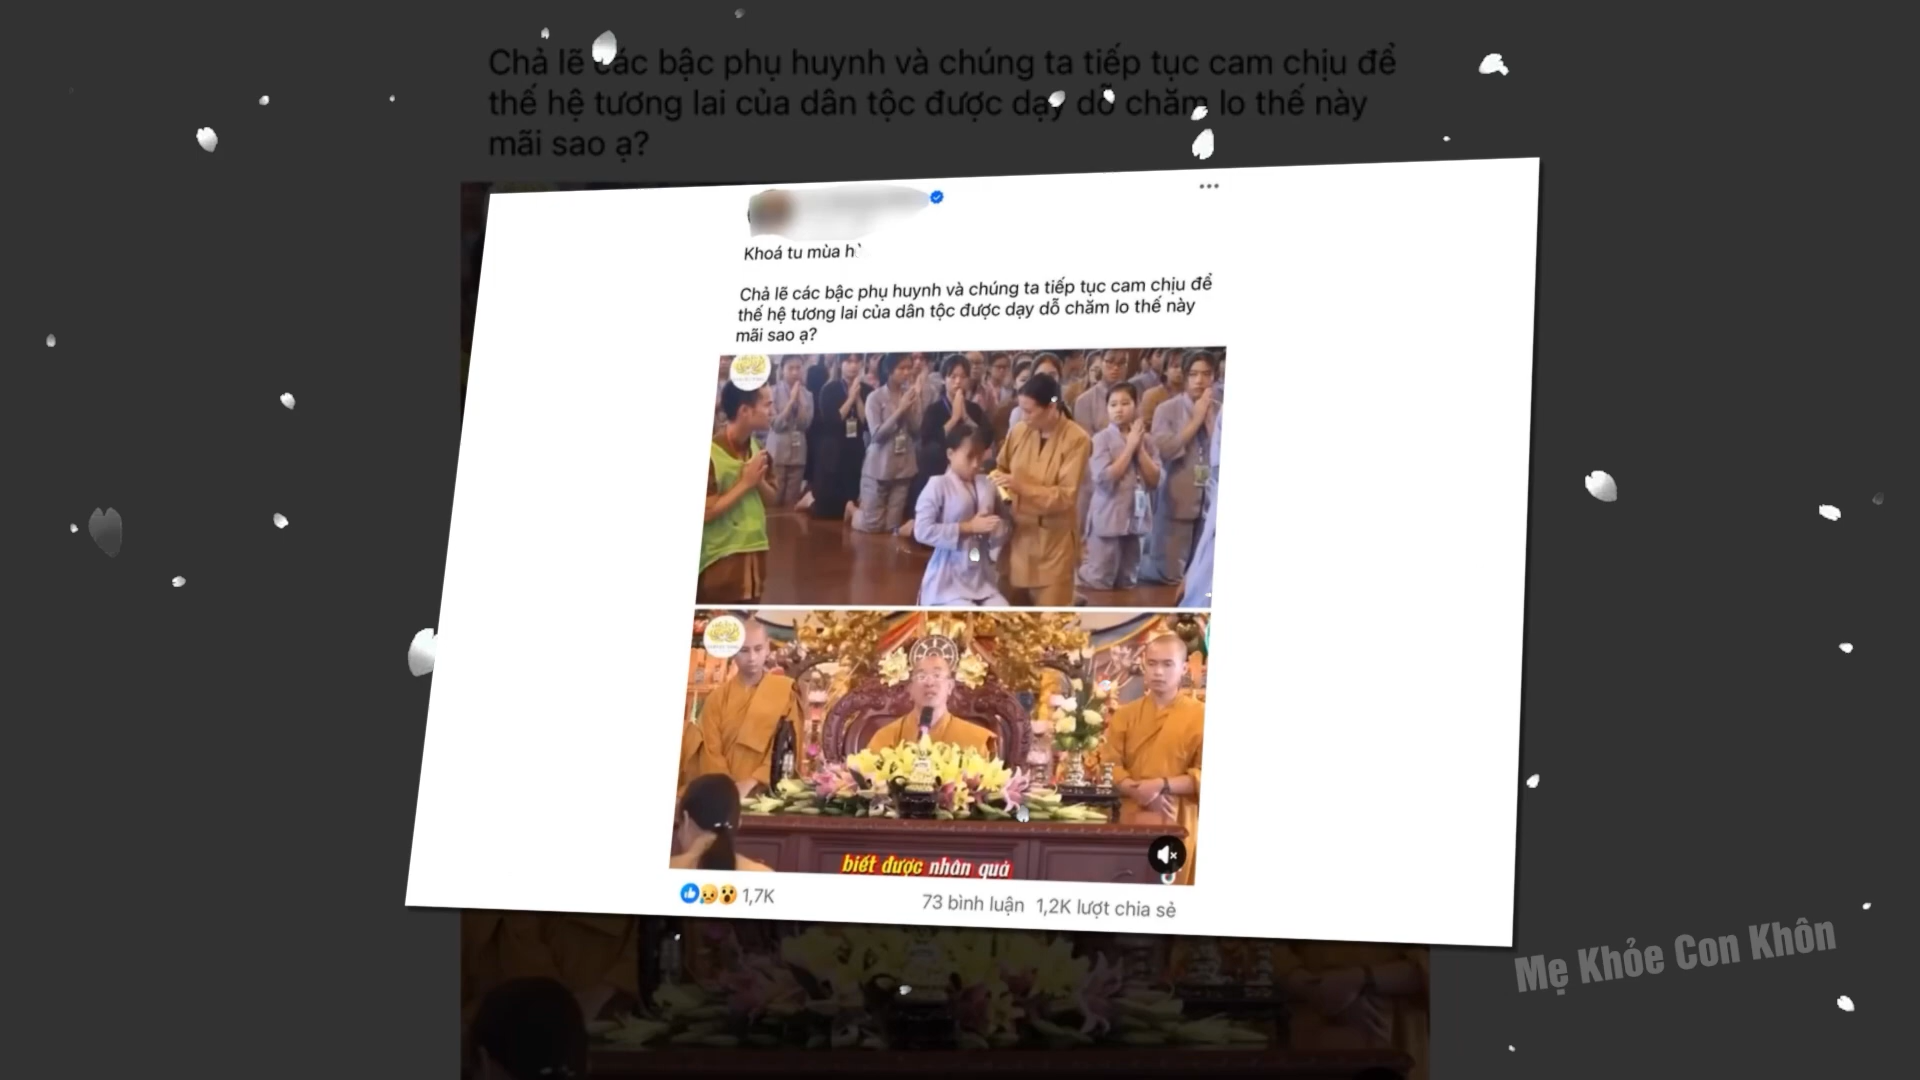 Chả lẽ các bậc phụ huynh và chúng ta tiếp tục cam chịu để
thế hệ tương lai của dân tộc được dạy dỗ chăm lo thế này
mãi sao ạ?
Khoá tu mùa h
Chả lẽ các bậc phụ huynh và chúng ta tiếp tục cam chịu để
thế hệ tương lai của dân tộc được dạy dỗ chăm lo thế này
mãi sao ạ?
biết được nhân quả
1,7K
73 bình luận 1,2K lượt chia sẻ
Mẹ Khỏe Con Khôn